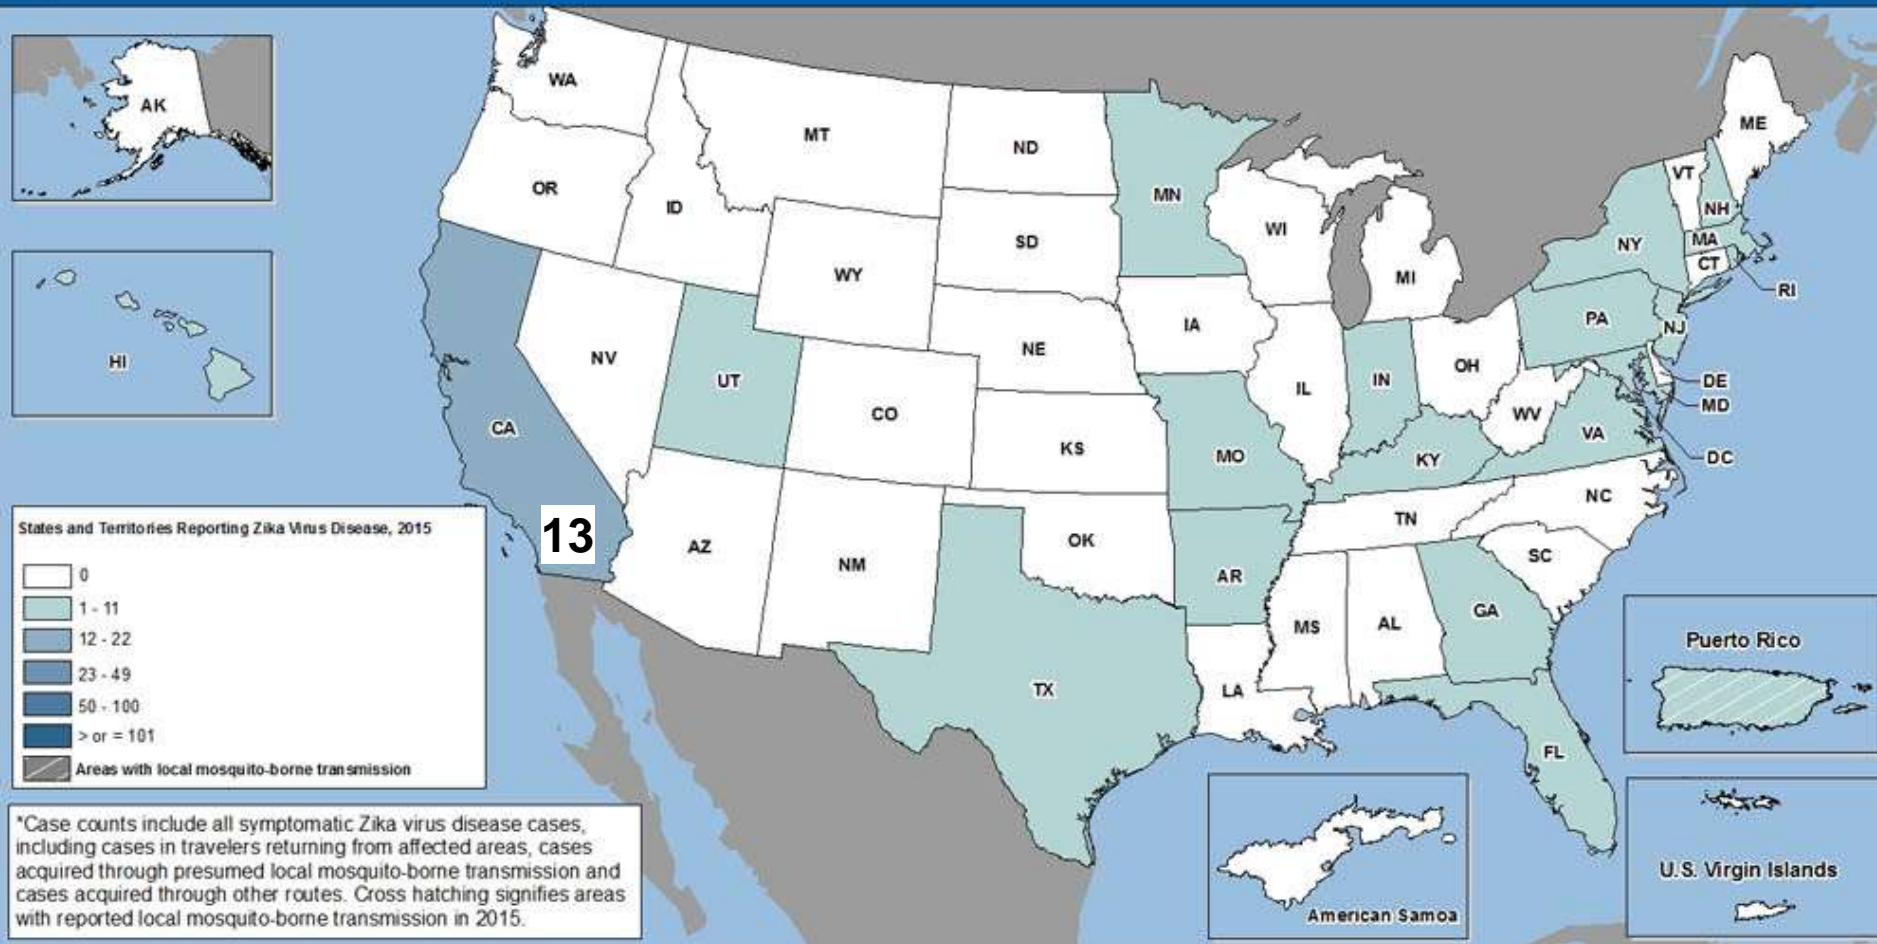 AK
WA
MT
ND
MN
ME
VT
NH
OR
ID
SD
WI
NY
MA
CT
RI
WY
MI
IA
PA
NJ
HI
NV
UT
NE
IL
IN
OH
DE
MD
CA
CO
KS
MO
KY
WV
VA
DC
13
AZ
NM
OK
AR
TN
NC
SC
MS
AL
GA
TX
LA
FL
States and Territories Reporting Zika Virus Disease, 2015
0
1 - 11
12 - 22
23 - 49
50 - 100
> or = 101
Areas with local mosquito-borne transmission
*Case counts include all symptomatic Zika virus disease cases,
including cases in travelers returning from affected areas, cases
acquired through presumed local mosquito-borne transmission and
cases acquired through other routes. Cross hatching signifies areas
with reported local mosquito-borne transmission in 2015.
Puerto Rico
American Samoa
U.S. Virgin Islands